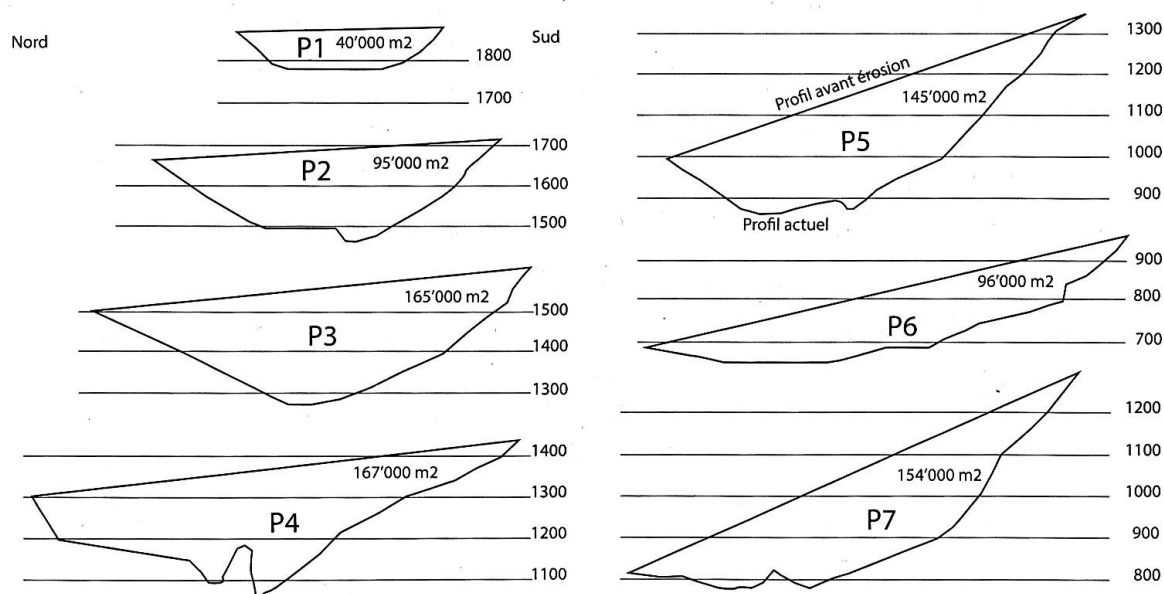 Nord
Sud
P1
40'000 m2
1800
1700
P2
95'000 m2
1700
1600
1500
P3
165'000 m2
1500
1400
1300
P4
167'000 m2
1400
1300
1200
1100
Profil avant érosion
P5
145'000 m2
Profil actuel
1300
1200
1100
1000
900
P6
96'000 m2
900
800
700
P7
154'000 m2
1200
1100
1000
900
800